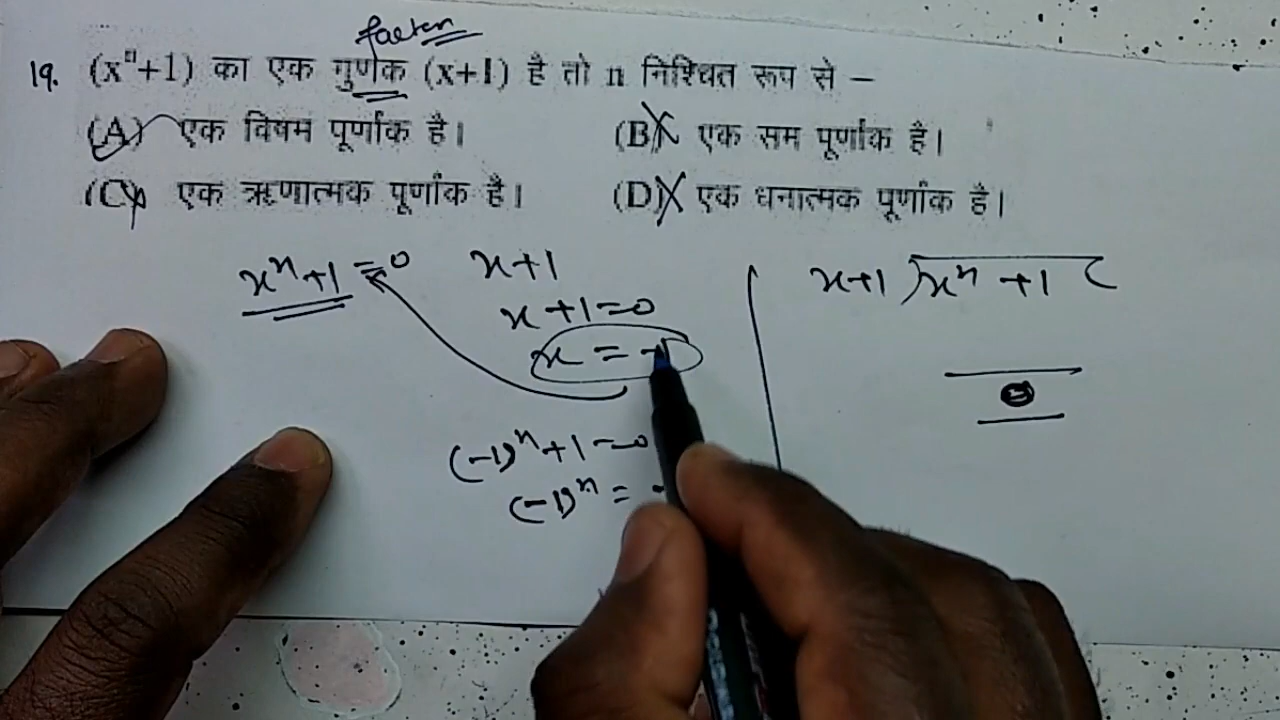 factor
19. (xⁿ+1) का एक गुणक (x+1) है तो n निश्चित रूप से –
(A) एक विषम पूर्णांक है। (B) एक सम पूर्णांक है।
(C) एक ऋणात्मक पूर्णांक है। (D) एक धनात्मक पूर्णांक है।
xⁿ+1=0 x+1 x+1)xⁿ+1(
x+1=0
x = -1
0
(-1)ⁿ+1=0
(-1)ⁿ = -